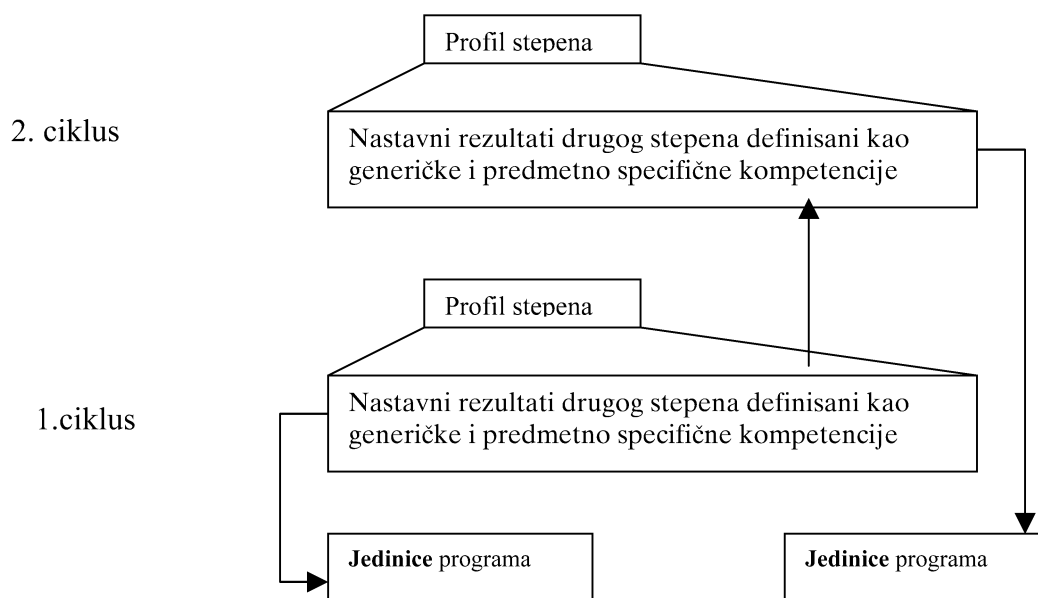 Profil stepena
2. ciklus
Nastavni rezultati drugog stepena definisani kao
generičke i predmetno specifične kompetencije
Profil stepena
1.ciklus
Nastavni rezultati drugog stepena definisani kao
generičke i predmetno specifične kompetencije
Jedinice programa
Jedinice programa